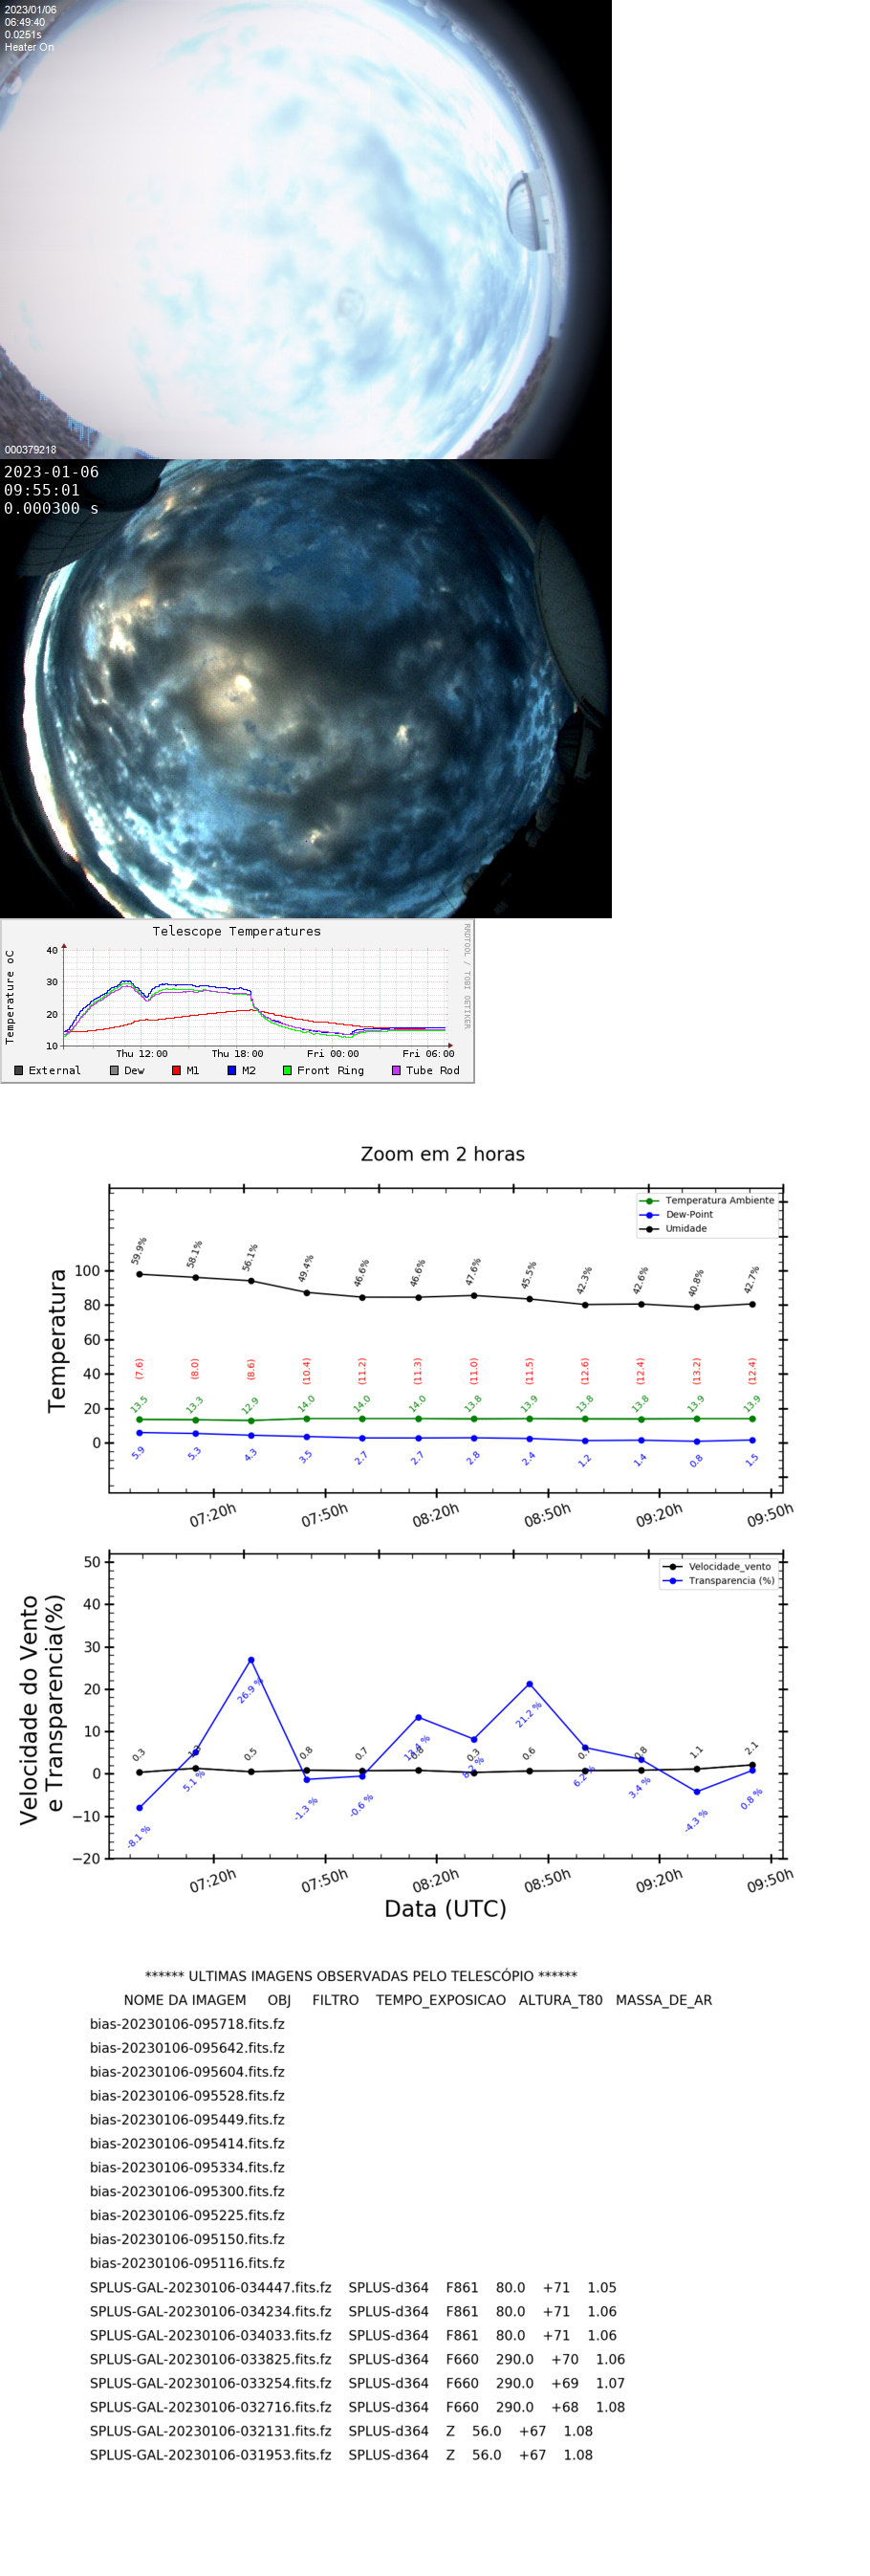 2023/01/06
06:49:40
0.0251s
Heater On
000379218
2023-01-06
09:55:01
0.000300 s
Telescope Temperatures
RRDTOOL / TOBI OETIKER
Temperature oC
40
30
20
10
Thu 12:00 Thu 18:00 Fri 00:00 Fri 06:00
External Dew M1 M2 Front Ring Tube Rod
Zoom em 2 horas
Temperatura Ambiente
Dew-Point
Umidade
Temperatura
100
80
60
40
20
0
59.9% 58.1% 56.1% 49.4% 46.6% 46.6% 47.6% 45.5% 42.3% 42.6% 40.8% 42.7%
(7.6) (8.0) (8.6) (10.4) (11.2) (11.3) (11.0) (11.5) (12.6) (12.4) (13.2) (12.4)
13.5 13.3 12.9 14.0 14.0 14.0 13.8 13.9 13.8 13.8 13.9 13.9
5.9 5.3 4.3 3.5 2.7 2.7 2.8 2.4 1.2 1.4 0.8 1.5
07:20h 07:50h 08:20h 08:50h 09:20h 09:50h
Velocidade_vento
Transparencia (%)
Velocidade do Vento
e Transparencia(%)
50
40
30
20
10
0
−10
−20
0.3 0.5 0.8 0.7 0.3 0.6 0.8 1.1 2.1
-8.1 % 5.1 % 26.9 % -1.3 % -0.6 % 21.2 % 3.4 % -4.3 % 0.8 %
07:20h 07:50h 08:20h 08:50h 09:20h 09:50h
Data (UTC)
****** ULTIMAS IMAGENS OBSERVADAS PELO TELESCÓPIO ******
NOME DA IMAGEM OBJ FILTRO TEMPO_EXPOSICAO ALTURA_T80 MASSA_DE_AR
bias-20230106-095718.fits.fz
bias-20230106-095642.fits.fz
bias-20230106-095604.fits.fz
bias-20230106-095528.fits.fz
bias-20230106-095449.fits.fz
bias-20230106-095414.fits.fz
bias-20230106-095334.fits.fz
bias-20230106-095300.fits.fz
bias-20230106-095225.fits.fz
bias-20230106-095150.fits.fz
bias-20230106-095116.fits.fz
SPLUS-GAL-20230106-034447.fits.fz SPLUS-d364 F861 80.0 +71 1.05
SPLUS-GAL-20230106-034234.fits.fz SPLUS-d364 F861 80.0 +71 1.06
SPLUS-GAL-20230106-034033.fits.fz SPLUS-d364 F861 80.0 +71 1.06
SPLUS-GAL-20230106-033825.fits.fz SPLUS-d364 F660 290.0 +70 1.06
SPLUS-GAL-20230106-033254.fits.fz SPLUS-d364 F660 290.0 +69 1.07
SPLUS-GAL-20230106-032716.fits.fz SPLUS-d364 F660 290.0 +68 1.08
SPLUS-GAL-20230106-032131.fits.fz SPLUS-d364 Z 56.0 +67 1.08
SPLUS-GAL-20230106-031953.fits.fz SPLUS-d364 Z 56.0 +67 1.08